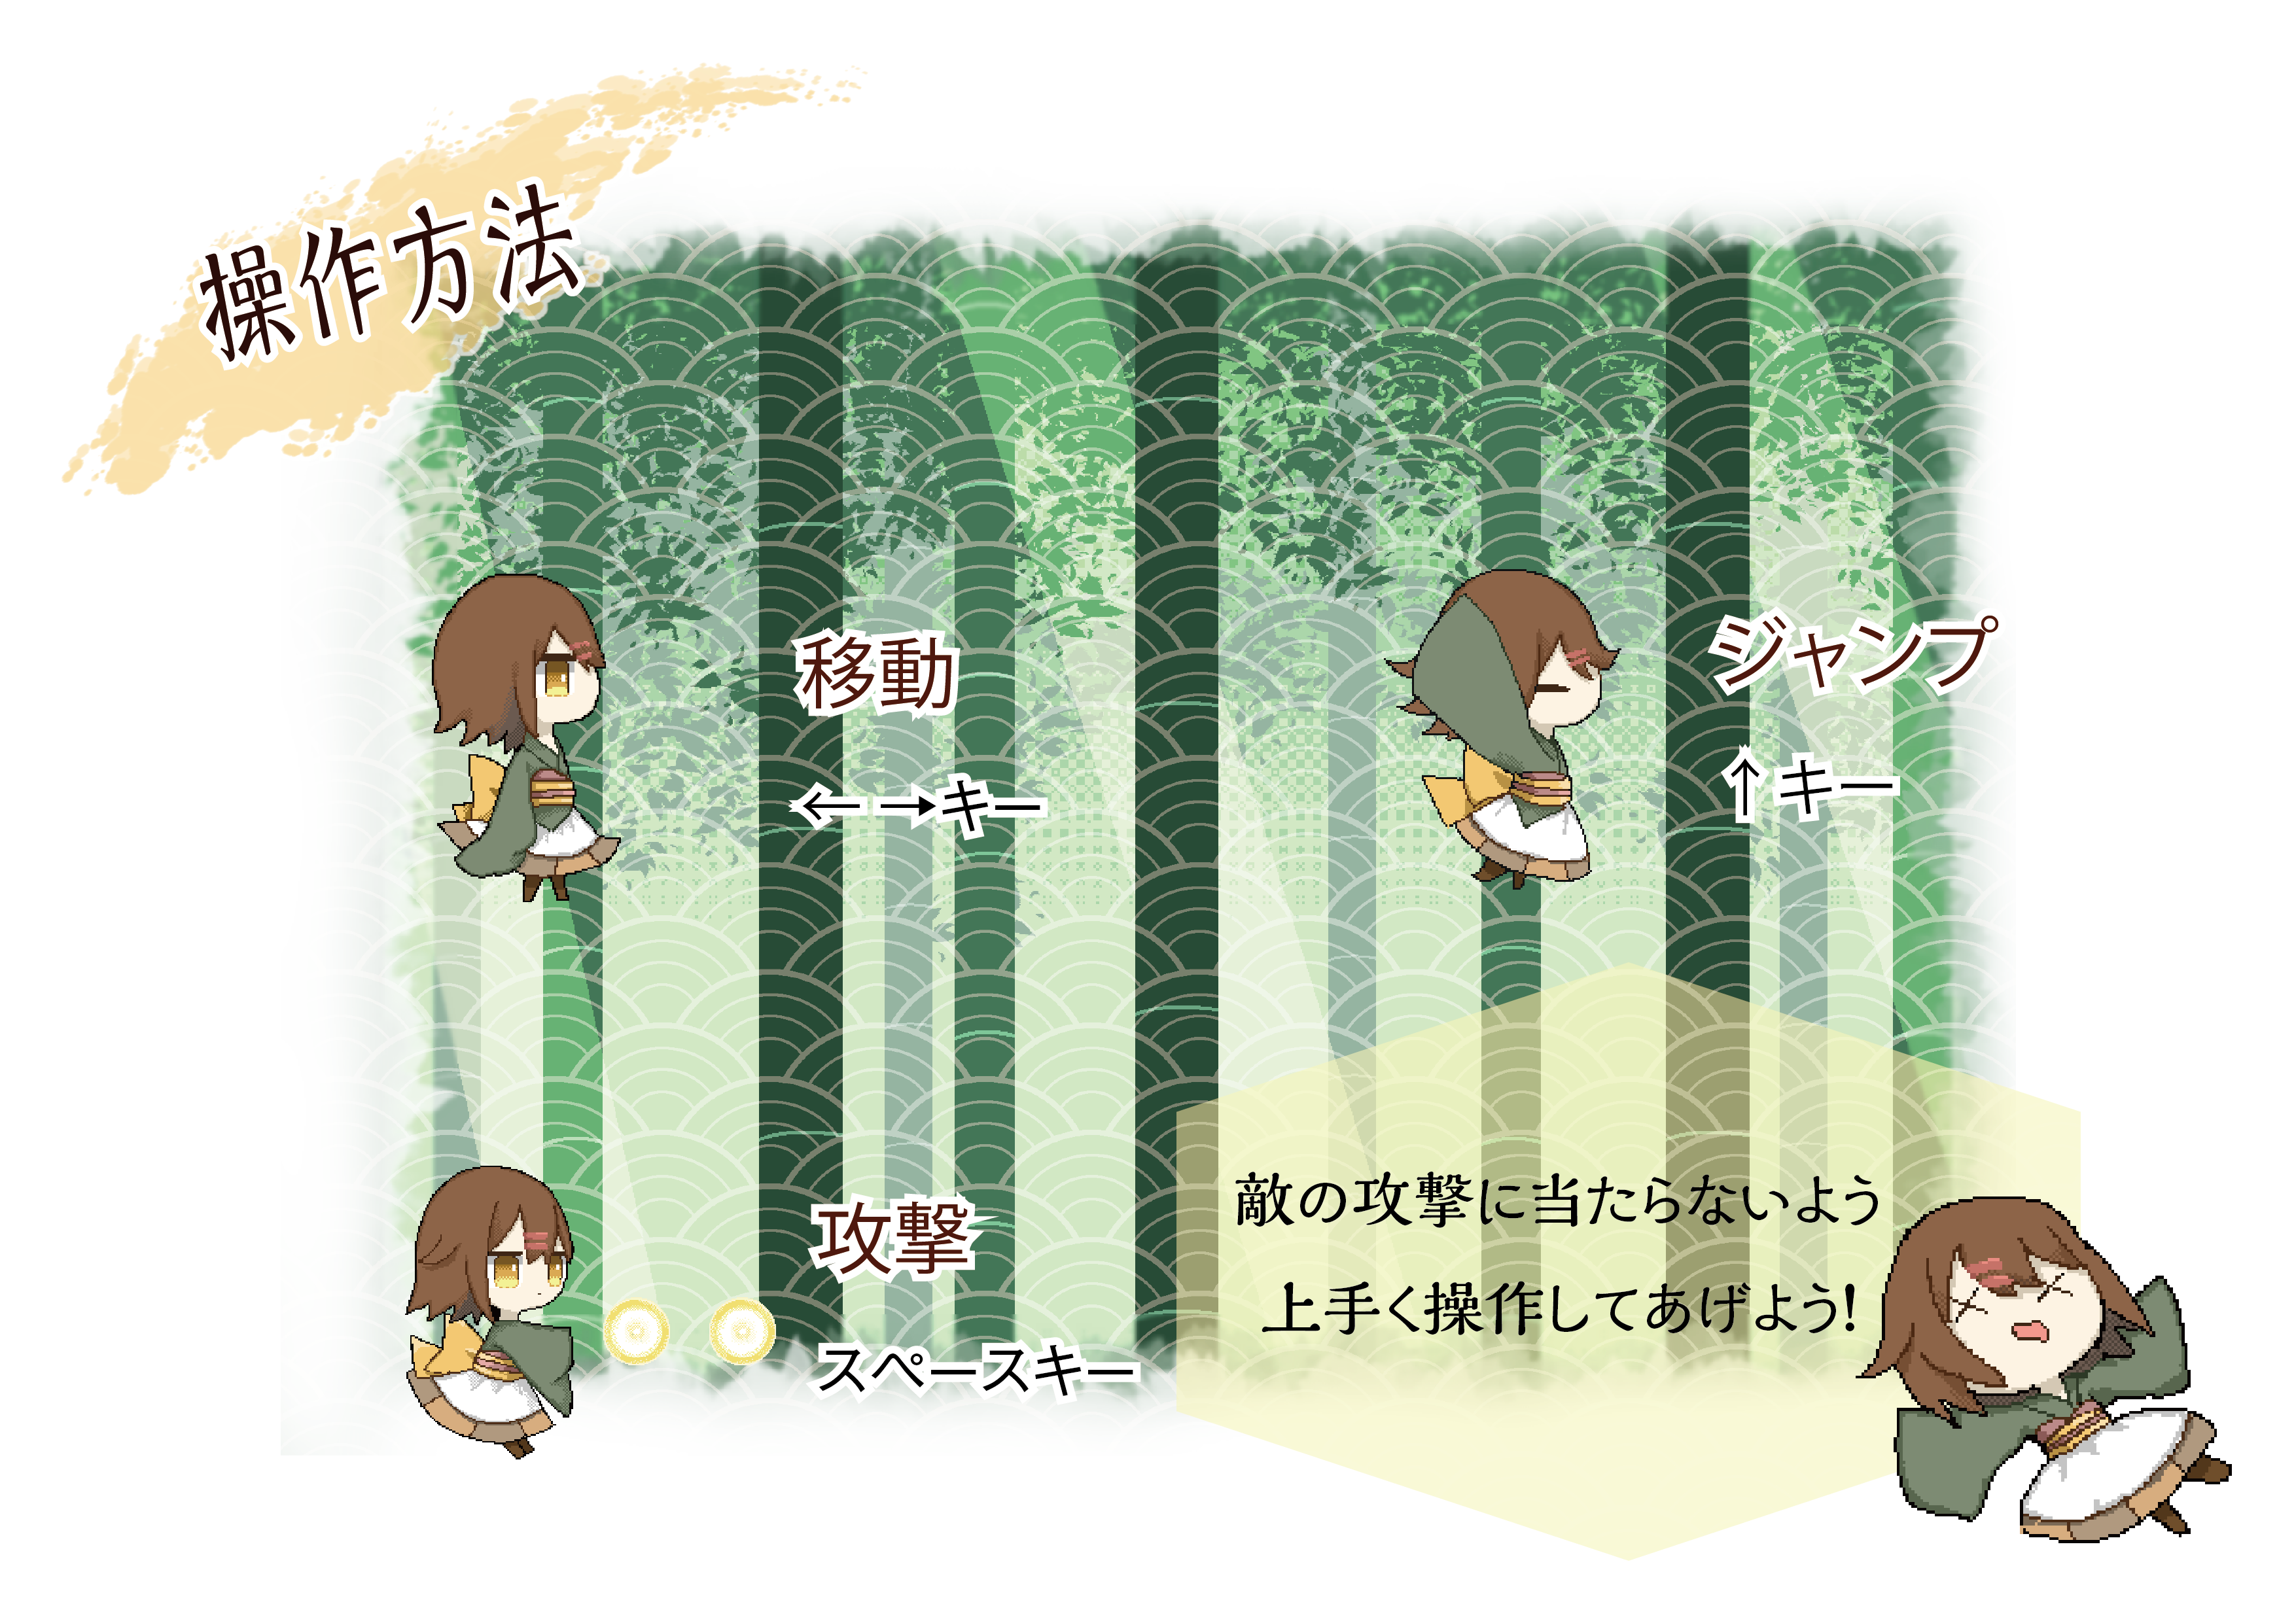 操作方法
移動
←→キー
ジャンプ
↑キー
攻撃
スペースキー
敵の攻撃に当たらないよう
上手く操作してあげよう!